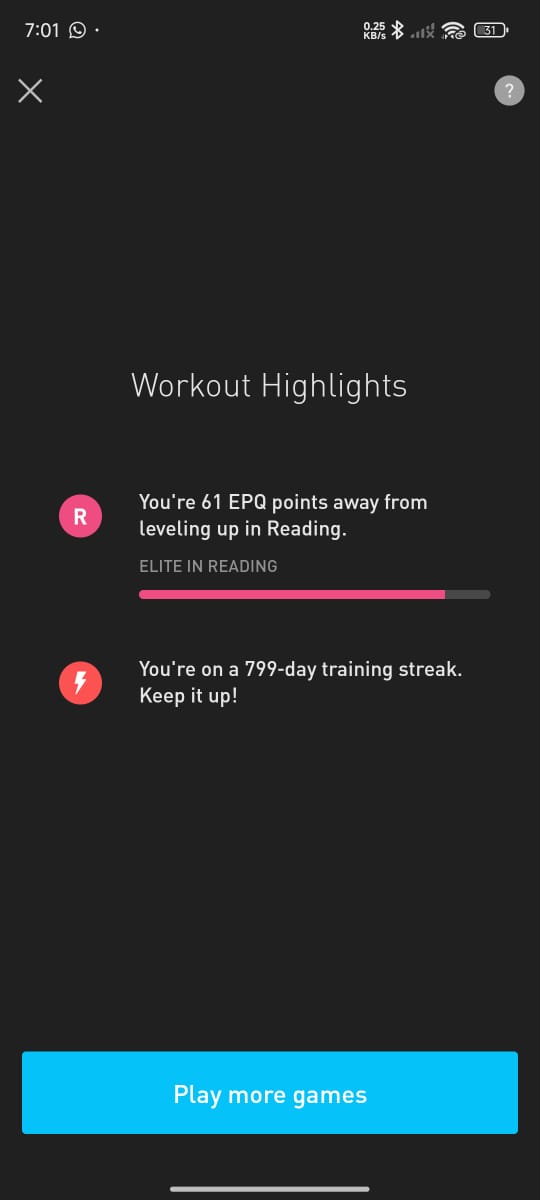 7:01
0.25
KB/s
31
?
Workout Highlights
R
You're 61 EPQ points away from
leveling up in Reading.
ELITE IN READING
You're on a 799-day training streak.
Keep it up!
Play more games